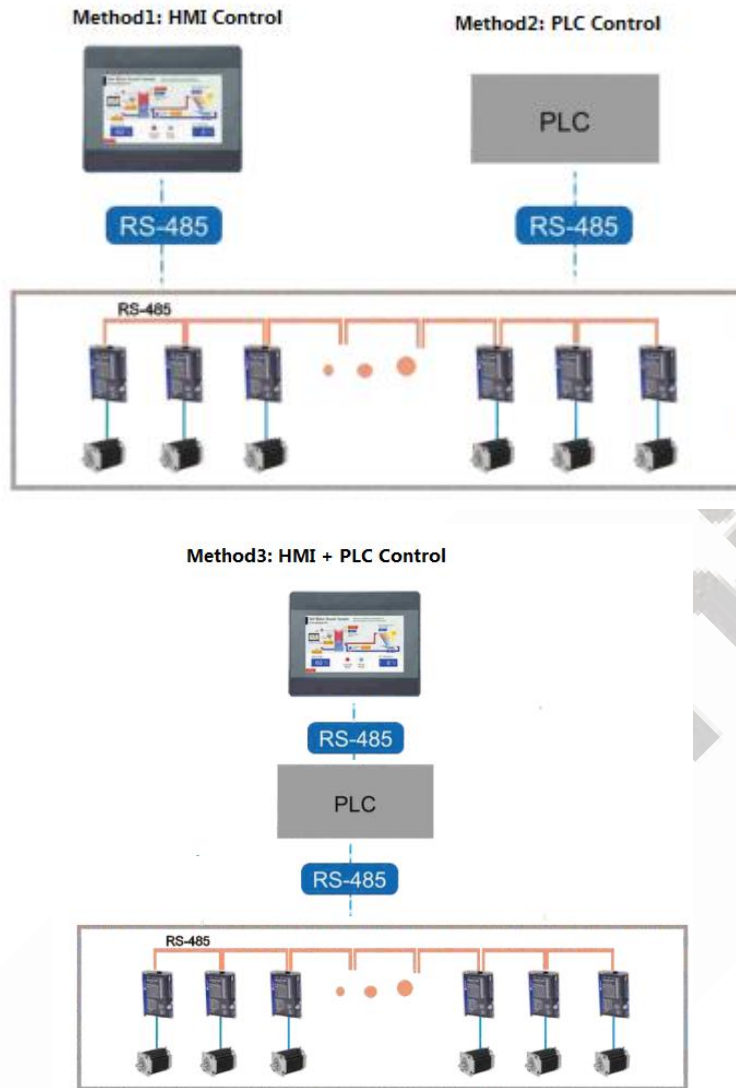 Method1: HMI Control
Method2: PLC Control
PLC
RS-485
RS-485
RS-485
Method3: HMI + PLC Control
RS-485
PLC
RS-485
RS-485